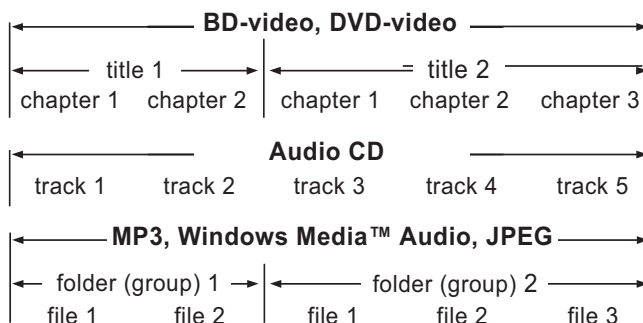 BD-video, DVD-video
title 1 title 2
chapter 1 chapter 2 chapter 1 chapter 2 chapter 3
Audio CD
track 1 track 2 track 3 track 4 track 5
MP3, Windows Media™ Audio, JPEG
folder (group) 1 folder (group) 2
file 1 file 2 file 1 file 2 file 3